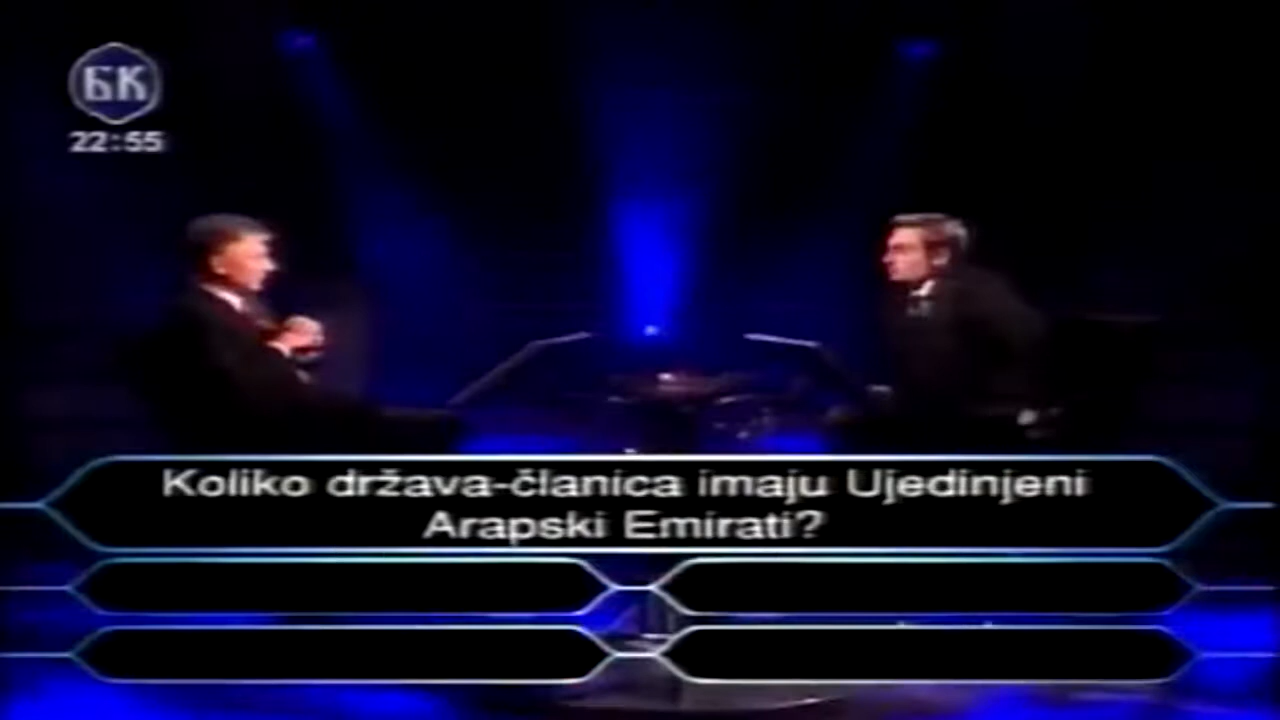 БК
22:55
Koliko država-članica imaju Ujedinjeni
Arapski Emirati?